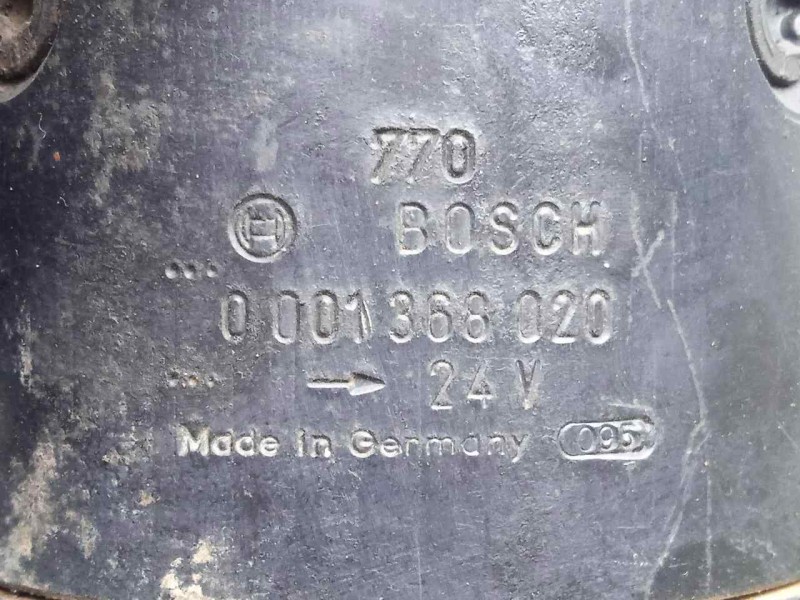 770
BOSCH
0 001 368 020
→ 24 V
Made in Germany 095